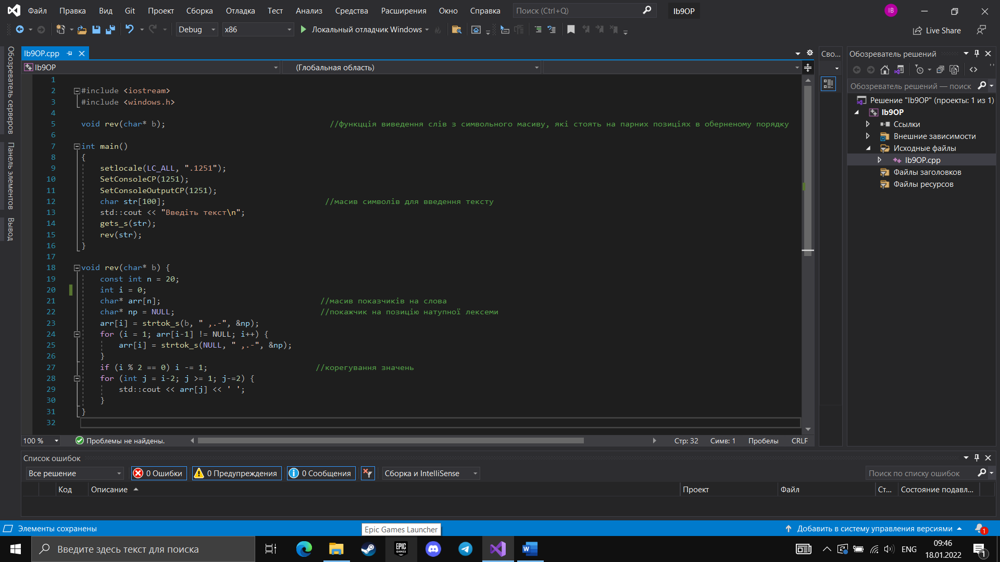 Файл Правка Вид Git Проект Сборка Отладка Тест Анализ Средства Расширения Окно Справка Поиск (Ctrl+Q) lb9OP IB
Debug x86 Локальный отладчик Windows Live Share
Обозреватель серверов
Панель элементов
Вывод
lb9OP.cpp
lb9OP (Глобальная область)
1
2 #include <iostream>
3 #include <windows.h>
4
5 void rev(char* b); //функцція виведення слів з символьного масиву, які стоять на парних позиціях в оберненому порядку
6
7 int main()
8 {
9 setlocale(LC_ALL, ".1251");
10 SetConsoleCP(1251);
11 SetConsoleOutputCP(1251);
12 char str[100]; //масив символів для введення тексту
13 std::cout << "Введіть текст\n";
14 gets_s(str);
15 rev(str);
16 }
17
18 void rev(char* b) {
19 const int n = 20;
20 int i = 0;
21 char* arr[n]; //масив показчиків на слова
22 char* np = NULL; //покажчик на позицію натупної лексеми
23 arr[i] = strtok_s(b, " ,.-", &np);
24 for (i = 1; arr[i-1] != NULL; i++) {
25 arr[i] = strtok_s(NULL, " ,.-", &np);
26 }
27 if (i % 2 == 0) i -= 1; //корегування значень
28 for (int j = i-2; j >= 1; j-=2) {
29 std::cout << arr[j] << ' ';
30 }
31 }
32
100 % Проблемы не найдены. Стр: 32 Симв: 1 Пробелы CRLF
Сво...
Обозреватель решений
Обозреватель решений — поиск
Решение "lb9OP" (проекты: 1 из 1)
lb9OP
Ссылки
Внешние зависимости
Исходные файлы
lb9OP.cpp
Файлы заголовков
Файлы ресурсов
Список ошибок
Все решение 0 Ошибки 0 Предупреждения 0 Сообщения Сборка и IntelliSense Поиск по списку ошибок
Код Описание Проект Файл Ст... Состояние подавл...
Элементы сохранены Epic Games Launcher Добавить в систему управления версиями 1
Введите здесь текст для поиска EPIC GAMES ENG 09:46
18.01.2022 1